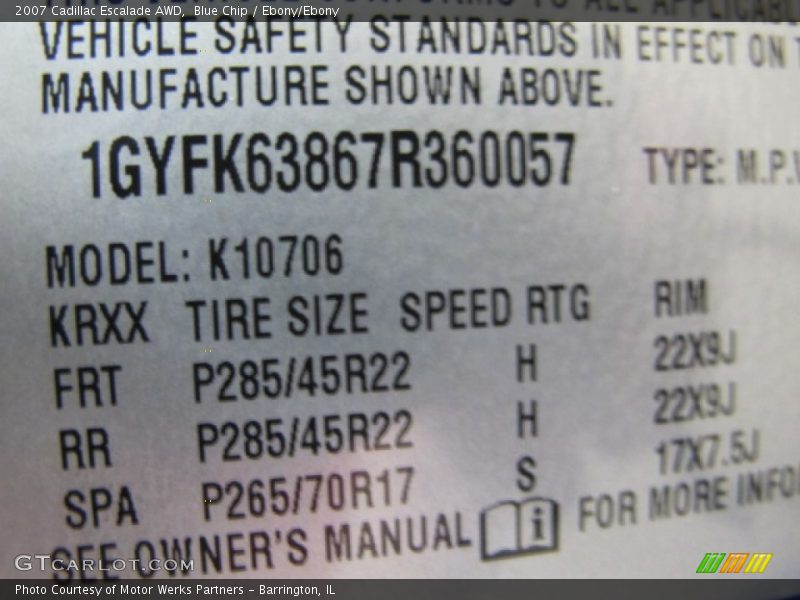 2007 Cadillac Escalade AWD, Blue Chip / Ebony/Ebony
TO ALL
VEHICLE SAFETY STANDARDS IN EFFECT ON
MANUFACTURE SHOWN ABOVE.
1GYFK63867R360057 TYPE: M.P.V
MODEL: K10706
KRXX TIRE SIZE SPEED RTG RIM
FRT P285/45R22 H 22X9J
RR P285/45R22 H 22X9J
SPA P265/70R17 S 17X7.5J
SEE OWNER'S MANUAL i FOR MORE INFO
GTCarLot.com
Photo Courtesy of Motor Werks Partners - Barrington, IL